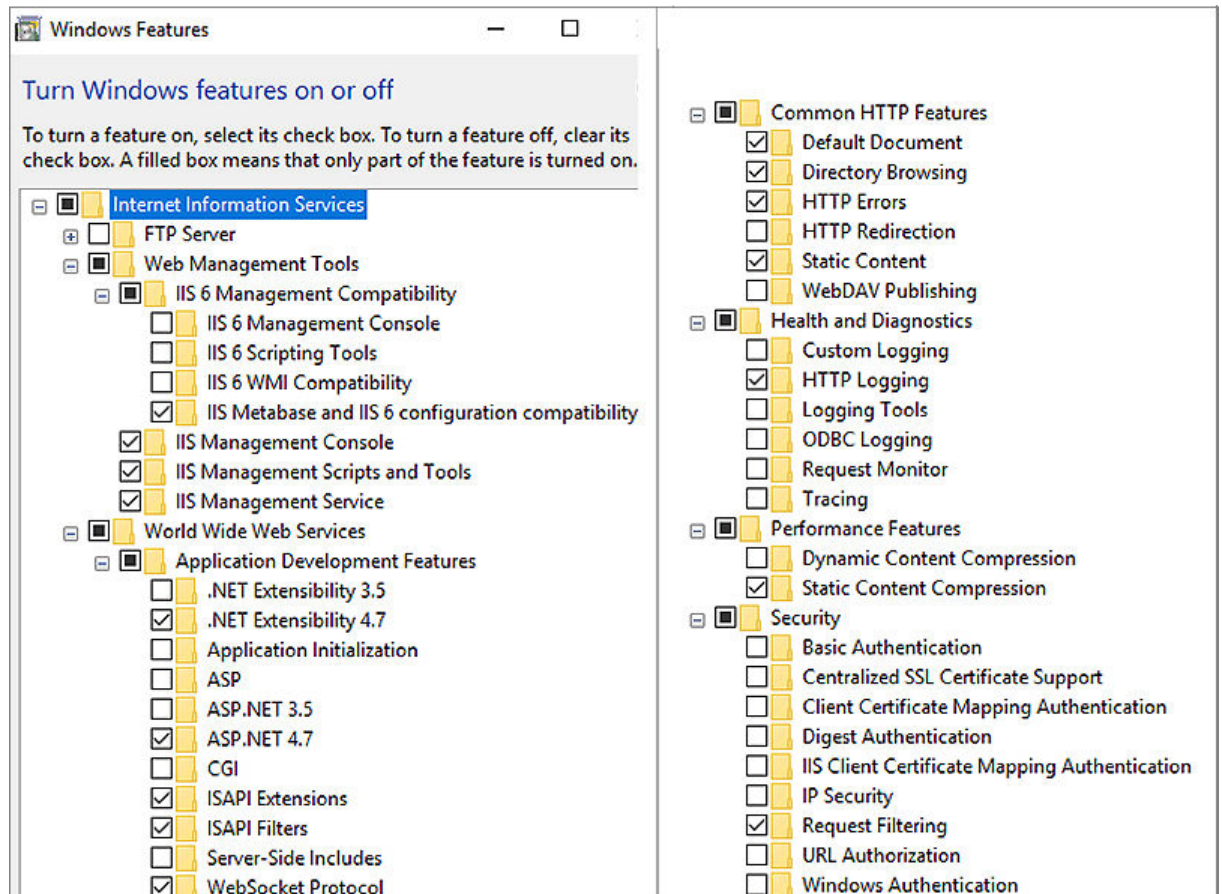 Windows Features
Turn Windows features on or off
To turn a feature on, select its check box. To turn a feature off, clear its
check box. A filled box means that only part of the feature is turned on.
Internet Information Services
FTP Server
Web Management Tools
IIS 6 Management Compatibility
IIS 6 Management Console
IIS 6 Scripting Tools
IIS 6 WMI Compatibility
IIS Metabase and IIS 6 configuration compatibility
IIS Management Console
IIS Management Scripts and Tools
IIS Management Service
World Wide Web Services
Application Development Features
.NET Extensibility 3.5
.NET Extensibility 4.7
Application Initialization
ASP
ASP.NET 3.5
ASP.NET 4.7
CGI
ISAPI Extensions
ISAPI Filters
Server-Side Includes
WebSocket Protocol
Common HTTP Features
Default Document
Directory Browsing
HTTP Errors
HTTP Redirection
Static Content
WebDAV Publishing
Health and Diagnostics
Custom Logging
HTTP Logging
Logging Tools
ODBC Logging
Request Monitor
Tracing
Performance Features
Dynamic Content Compression
Static Content Compression
Security
Basic Authentication
Centralized SSL Certificate Support
Client Certificate Mapping Authentication
Digest Authentication
IIS Client Certificate Mapping Authentication
IP Security
Request Filtering
URL Authorization
Windows Authentication